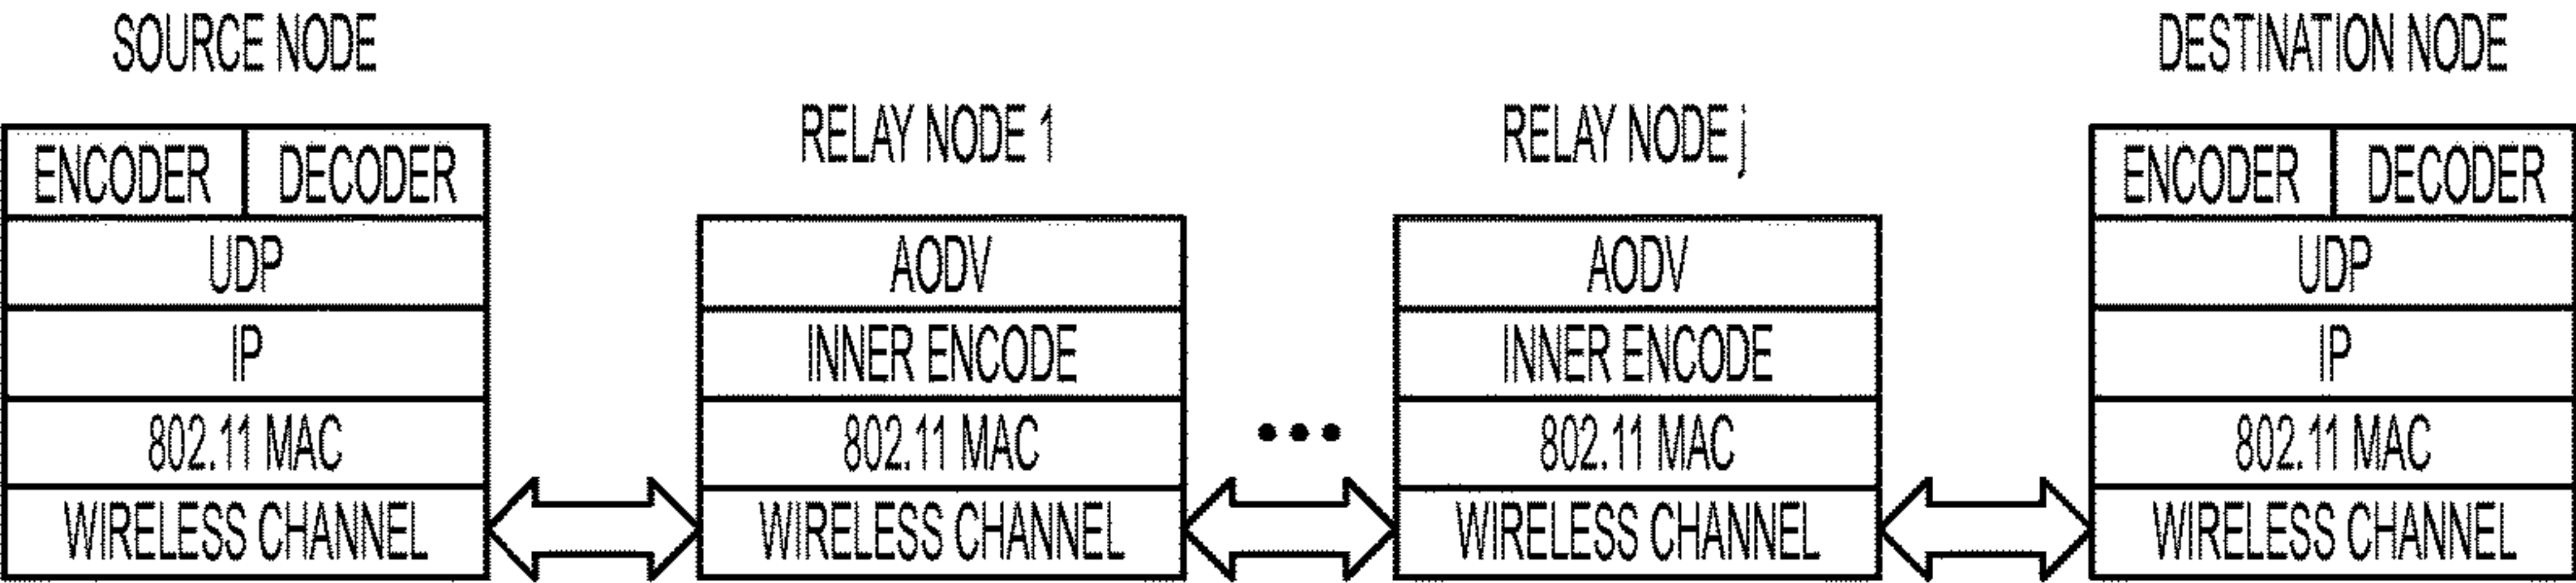 SOURCE NODE
ENCODER DECODER
UDP
IP
802.11 MAC
WIRELESS CHANNEL
RELAY NODE 1
AODV
INNER ENCODE
802.11 MAC
WIRELESS CHANNEL
...
RELAY NODE j
AODV
INNER ENCODE
802.11 MAC
WIRELESS CHANNEL
DESTINATION NODE
ENCODER DECODER
UDP
IP
802.11 MAC
WIRELESS CHANNEL